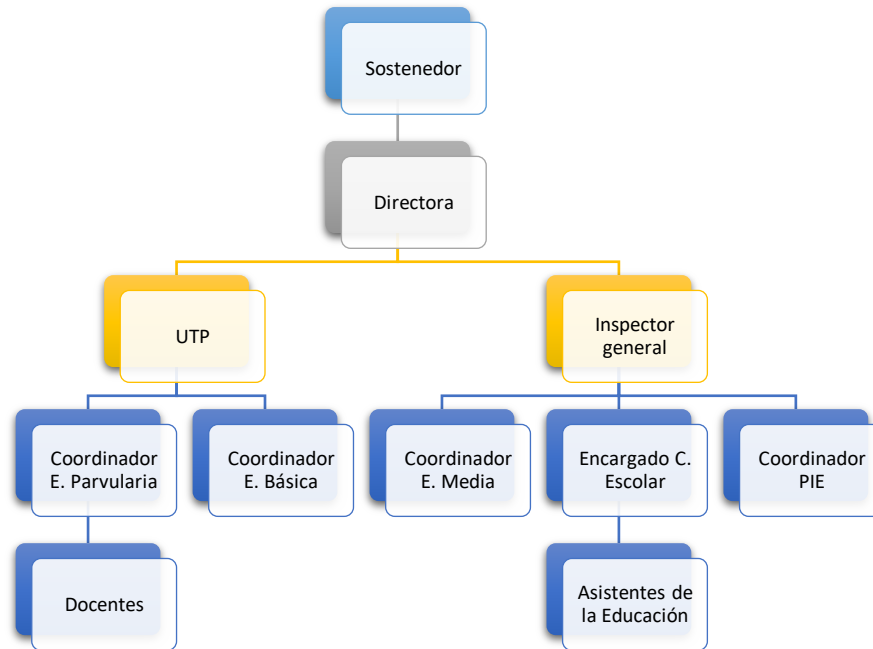 Sostenedor
Directora
UTP
Inspector
general
Coordinador
E. Parvularia
Coordinador
E. Básica
Coordinador
E. Media
Encargado C.
Escolar
Coordinador
PIE
Docentes
Asistentes de
la Educación